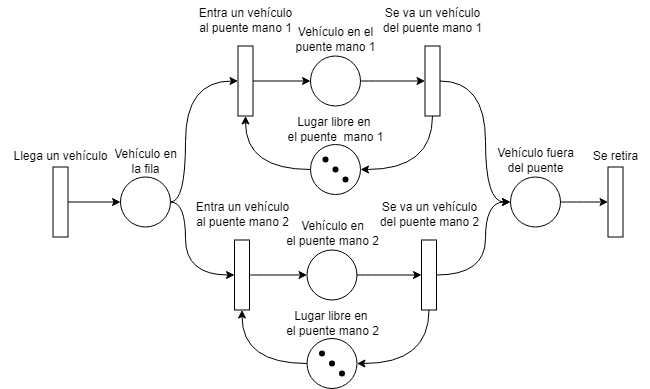 Entra un vehículo
al puente mano 1
Vehículo en el
puente mano 1
Se va un vehículo
del puente mano 1
Lugar libre en
el puente mano 1
Llega un vehículo
Vehículo en
la fila
Vehículo fuera
del puente
Se retira
Entra un vehículo
al puente mano 2
Vehículo en
el puente mano 2
Se va un vehículo
del puente mano 2
Lugar libre en
el puente mano 2